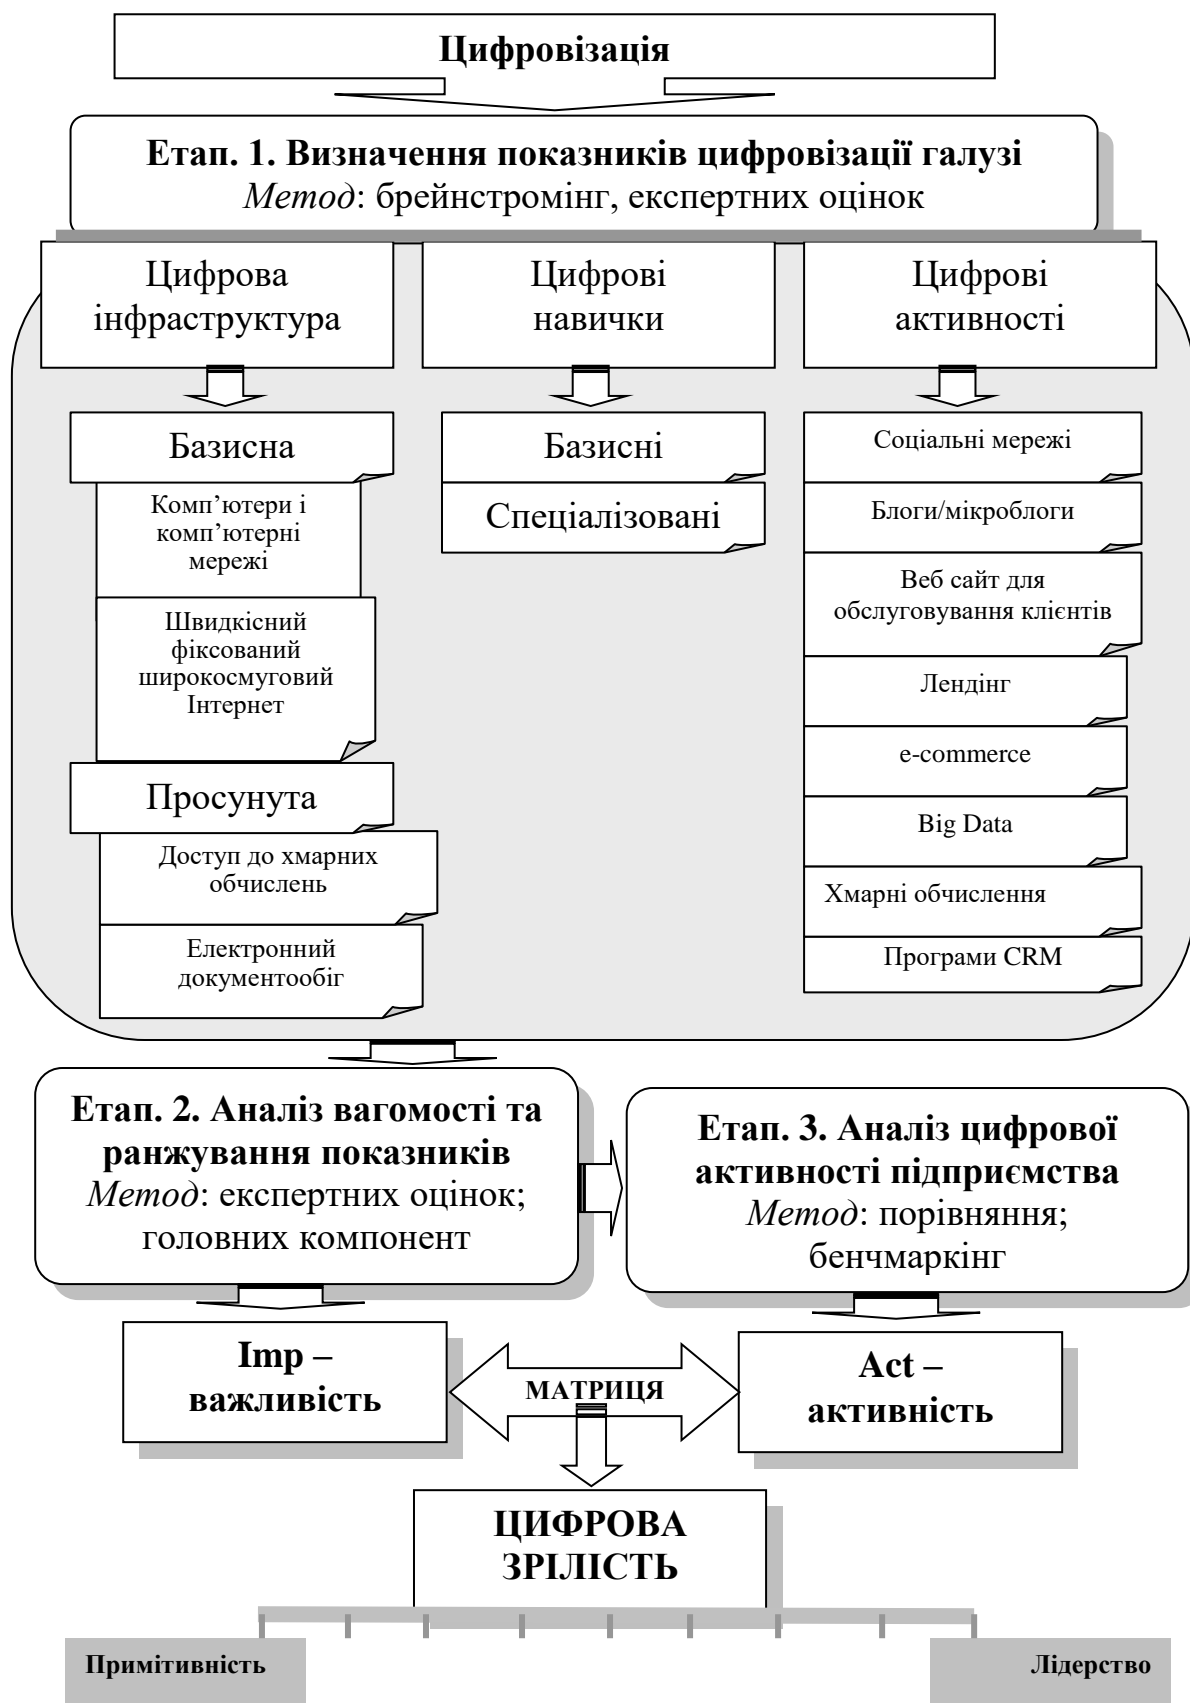 Цифровізація
Етап. 1. Визначення показників цифровізації галузі
Метод: брейнстромінг, експертних оцінок
Цифрова
інфраструктура
Цифрові
навички
Цифрові
активності
Базисна
Комп’ютери і
комп’ютерні
мережі
Швидкісний
фіксований
широкосмуговий
Інтернет
Просунута
Доступ до хмарних
обчислень
Електронний
документообіг
Базисні
Спеціалізовані
Соціальні мережі
Блоги/мікроблоги
Веб сайт для
обслуговування клієнтів
Лендінг
e-commerce
Big Data
Хмарні обчислення
Програми CRM
Етап. 2. Аналіз вагомості та
ранжування показників
Метод: експертних оцінок;
головних компонент
Етап. 3. Аналіз цифрової
активності підприємства
Метод: порівняння;
бенчмаркінг
Imp –
важливість
МАТРИЦЯ
Act –
активність
ЦИФРОВА
ЗРІЛІСТЬ
Примітивність
Лідерство